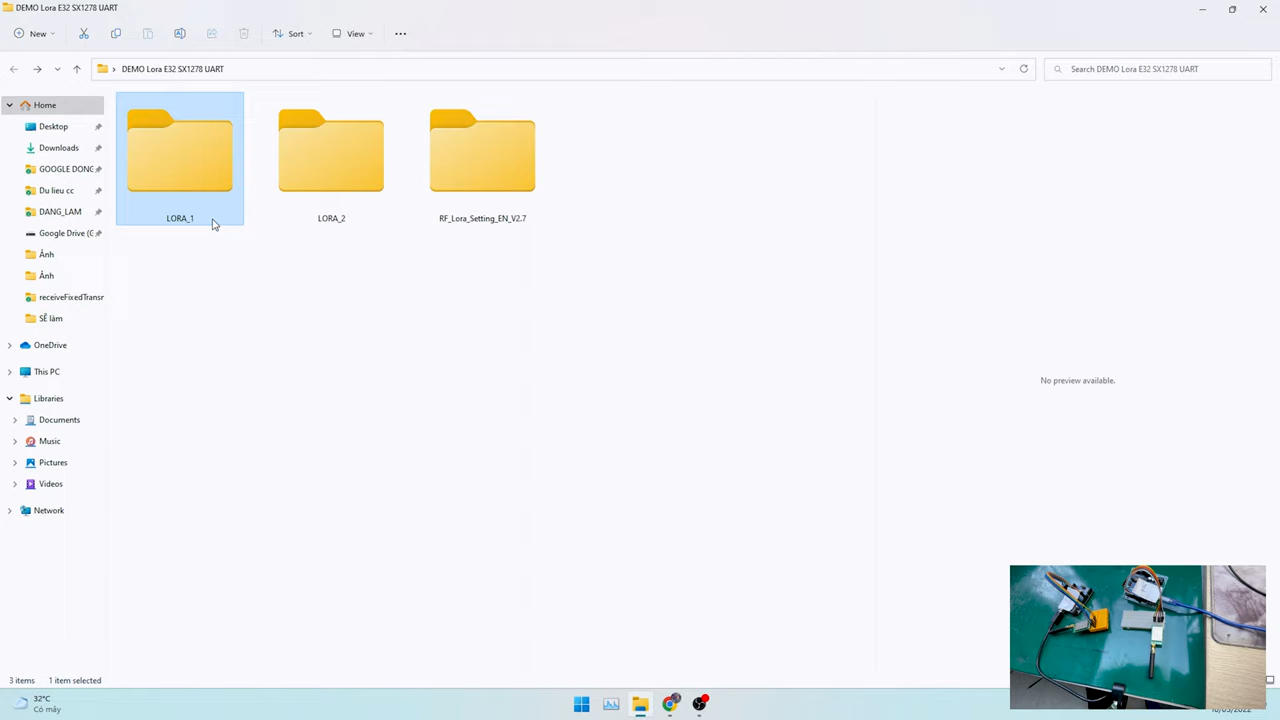 DEMO Lora E32 SX1278 UART
New
Sort
View
DEMO Lora E32 SX1278 UART
Search DEMO Lora E32 SX1278 UART
Home
Desktop
Downloads
GOOGLE DONG
Du lieu cc
DANG_LAM
Google Drive (G
Ảnh
Ảnh
receiveFixedTransr
SẼ làm
OneDrive
This PC
Libraries
Documents
Music
Pictures
Videos
Network
LORA_1
LORA_2
RF_Lora_Setting_EN_V2.7
No preview available.
3 items
1 item selected
32°C
Có mây